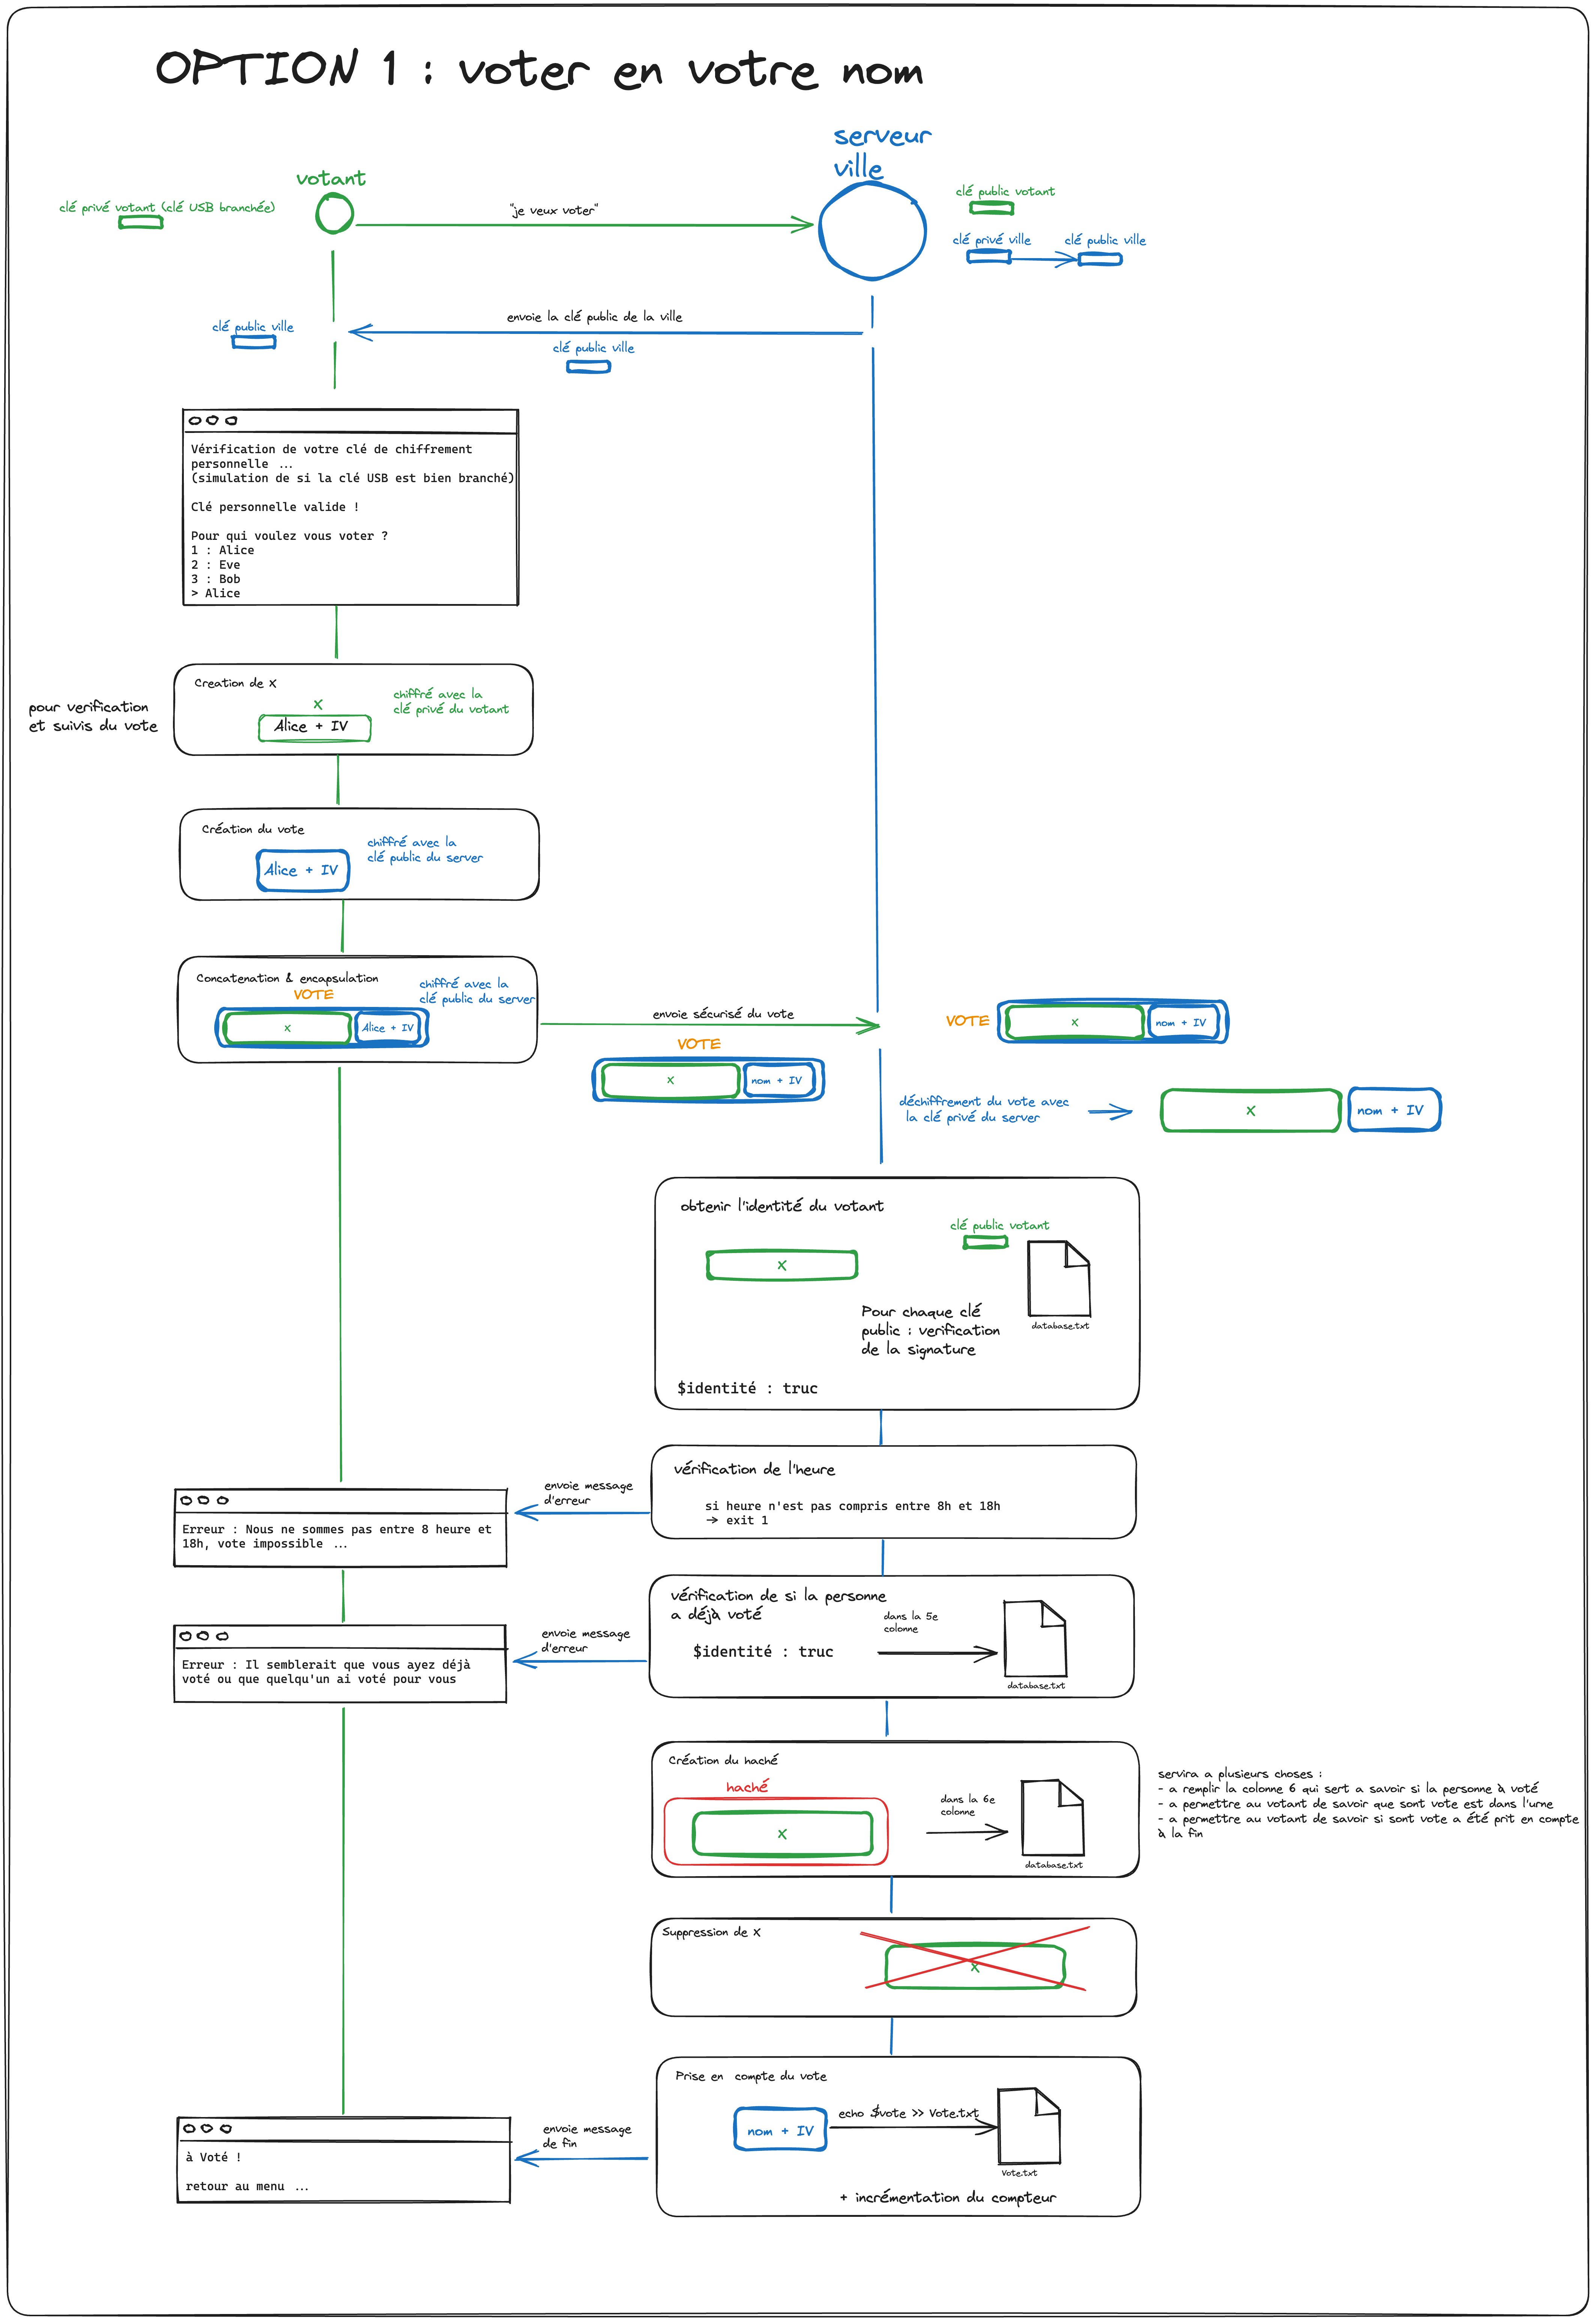 OPTION 1 : voter en votre nom
serveur
ville
votant
clé privé votant (clé USB branchée)
"je veux voter"
clé public votant
clé privé ville
clé public ville
envoie la clé public de la ville
clé public ville
clé public ville
Vérification de votre clé de chiffrement
personnelle ...
(simulation de si la clé USB est bien branché)
Clé personnelle valide !
Pour qui voulez vous voter ?
1 : Alice
2 : Eve
3 : Bob
> Alice
pour verification
et suivis du vote
Creation de X
X
Alice + IV
chiffré avec la
clé privé du votant
Création du vote
Alice + IV
chiffré avec la
clé public du server
Concatenation & encapsulation
VOTE
chiffré avec la
clé public du server
X
Alice + IV
envoie sécurisé du vote
VOTE
X
nom + IV
VOTE
X
nom + IV
déchiffrement du vote avec
la clé privé du server
X
nom + IV
obtenir l'identité du votant
clé public votant
X
Pour chaque clé
public : verification
de la signature
database.txt
$identité : truc
vérification de l'heure
si heure n'est pas compris entre 8h et 18h
→ exit 1
envoie message
d'erreur
Erreur : Nous ne sommes pas entre 8 heure et
18h, vote impossible ...
vérification de si la personne
a déjà voté
dans la 5e
colonne
$identité : truc
database.txt
envoie message
d'erreur
Erreur : Il semblerait que vous ayez déjà
voté ou que quelqu'un ai voté pour vous
Création du haché
haché
X
dans la 6e
colonne
database.txt
servira a plusieurs choses :
- a remplir la colonne 6 qui sert a savoir si la personne à voté
- a permettre au votant de savoir que sont vote est dans l'urne
- a permettre au votant de savoir si sont vote a été prit en compte
à la fin
Suppression de X
X
Prise en compte du vote
nom + IV
echo $vote >> Vote.txt
Vote.txt
+ incrémentation du compteur
envoie message
de fin
à Voté !
retour au menu ...